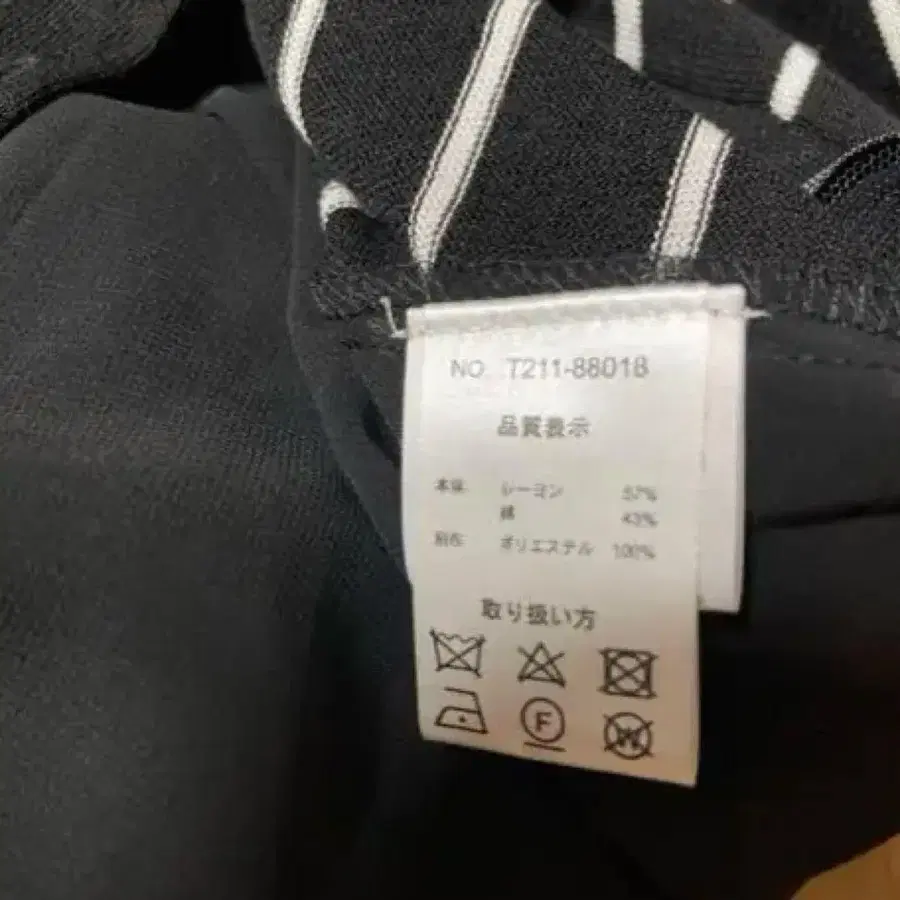 NO. T211-88018
品質表示
本体 レーヨン 57%
綿 43%
別布 ポリエステル 100%
取り扱い方
F
W